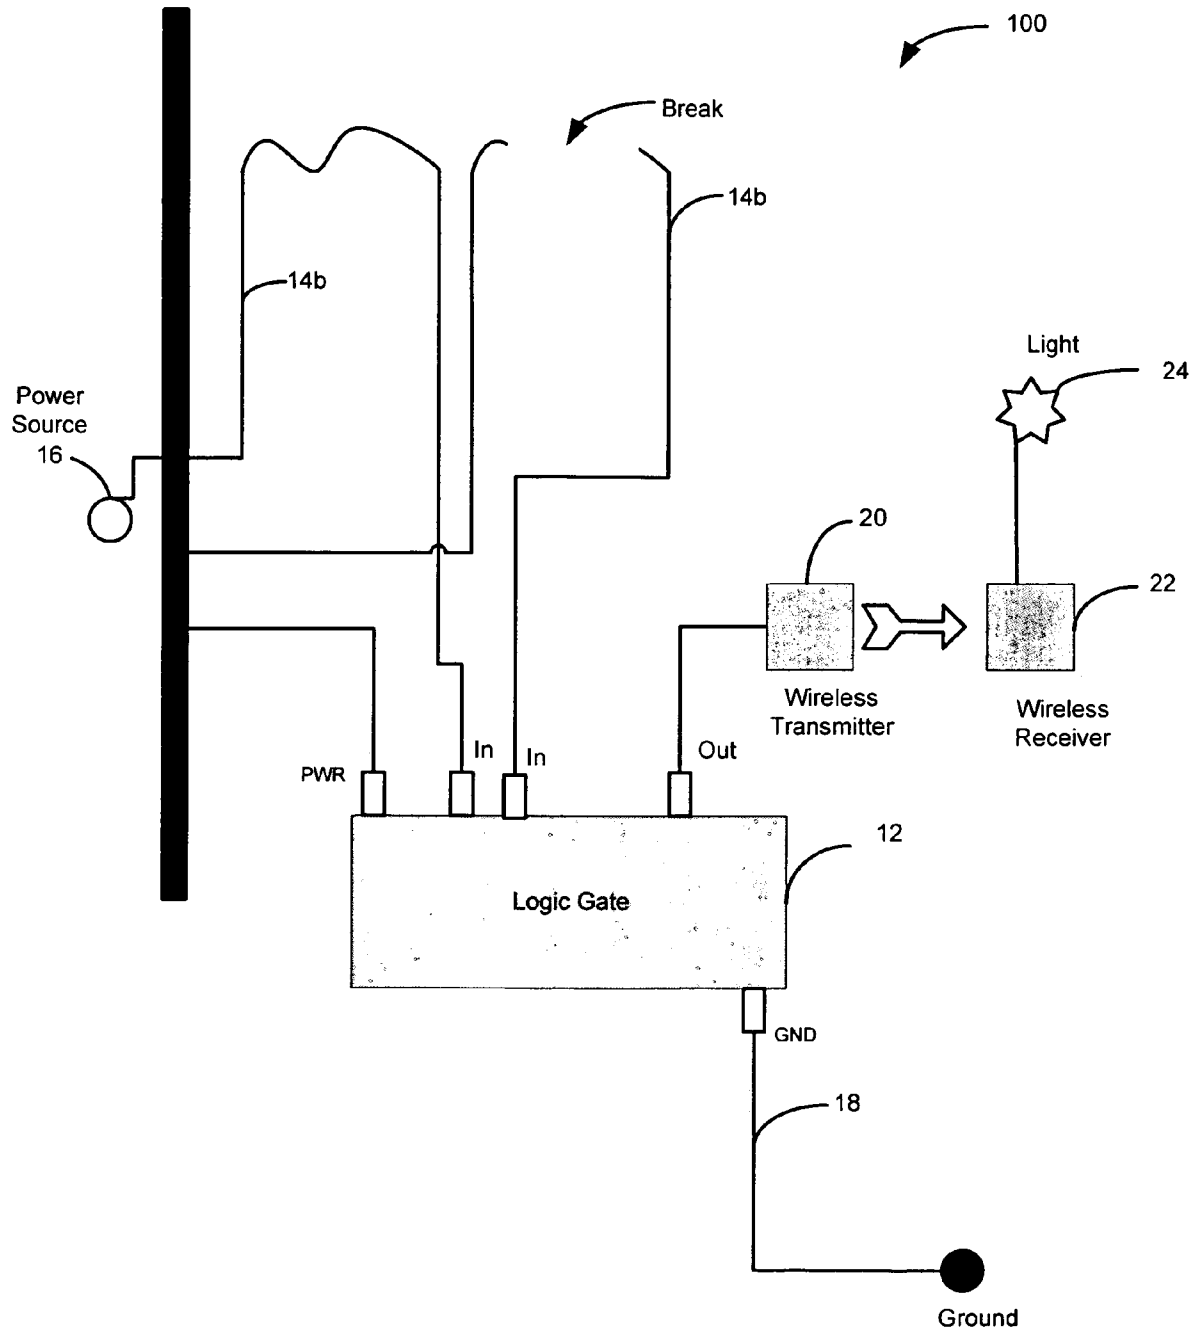 100
Break
14b
14b
Light
24
Power
Source
16
20
22
Wireless
Transmitter
Wireless
Receiver
In
In
Out
PWR
12
Logic Gate
GND
18
Ground